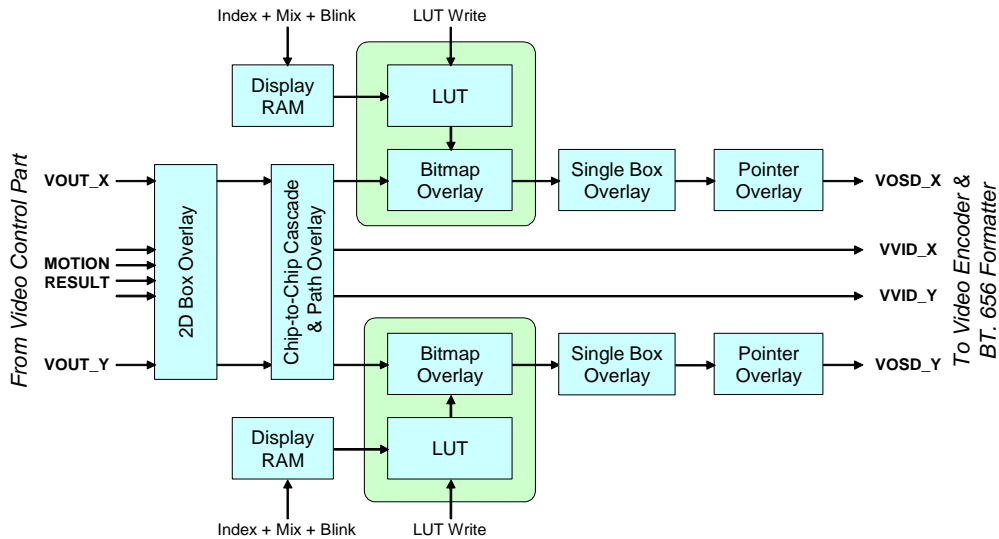 Index + Mix + Blink
LUT Write
Display
RAM
LUT
From Video Control Part
VOUT_X
MOTION
RESULT
VOUT_Y
2D Box Overlay
Chip-to-Chip Cascade
& Path Overlay
Bitmap
Overlay
Single Box
Overlay
Pointer
Overlay
VOSD_X
VVID_X
VVID_Y
Bitmap
Overlay
Single Box
Overlay
Pointer
Overlay
VOSD_Y
To Video Encoder &
BT. 656 Formatter
Display
RAM
LUT
Index + Mix + Blink
LUT Write